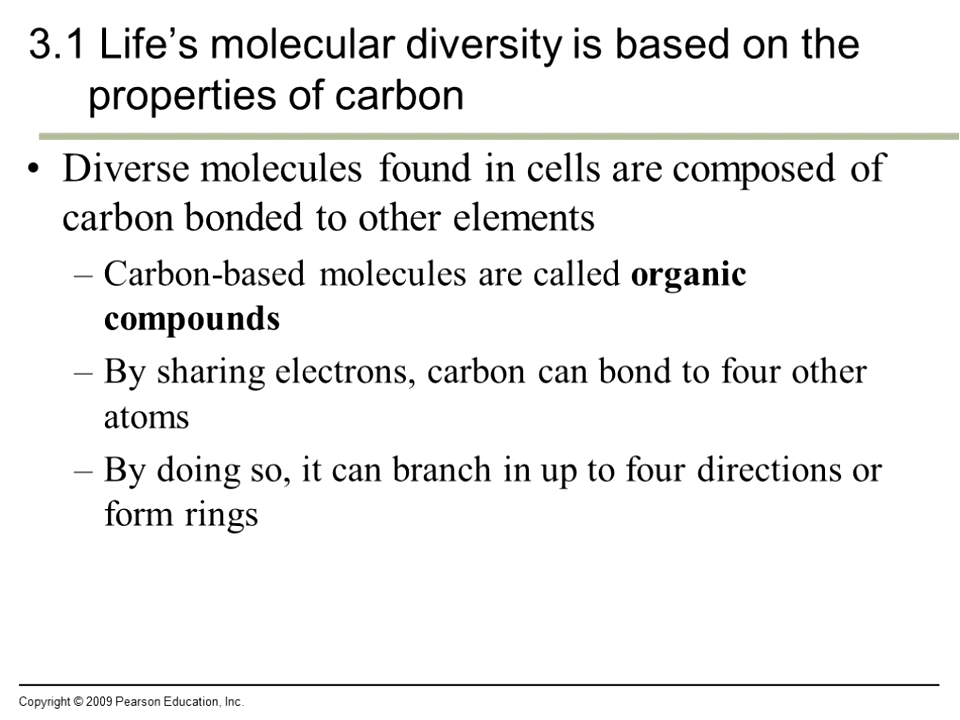 3.1 Life’s molecular diversity is based on the
properties of carbon
• Diverse molecules found in cells are composed of
carbon bonded to other elements
– Carbon-based molecules are called organic
compounds
– By sharing electrons, carbon can bond to four other
atoms
– By doing so, it can branch in up to four directions or
form rings
Copyright © 2009 Pearson Education, Inc.